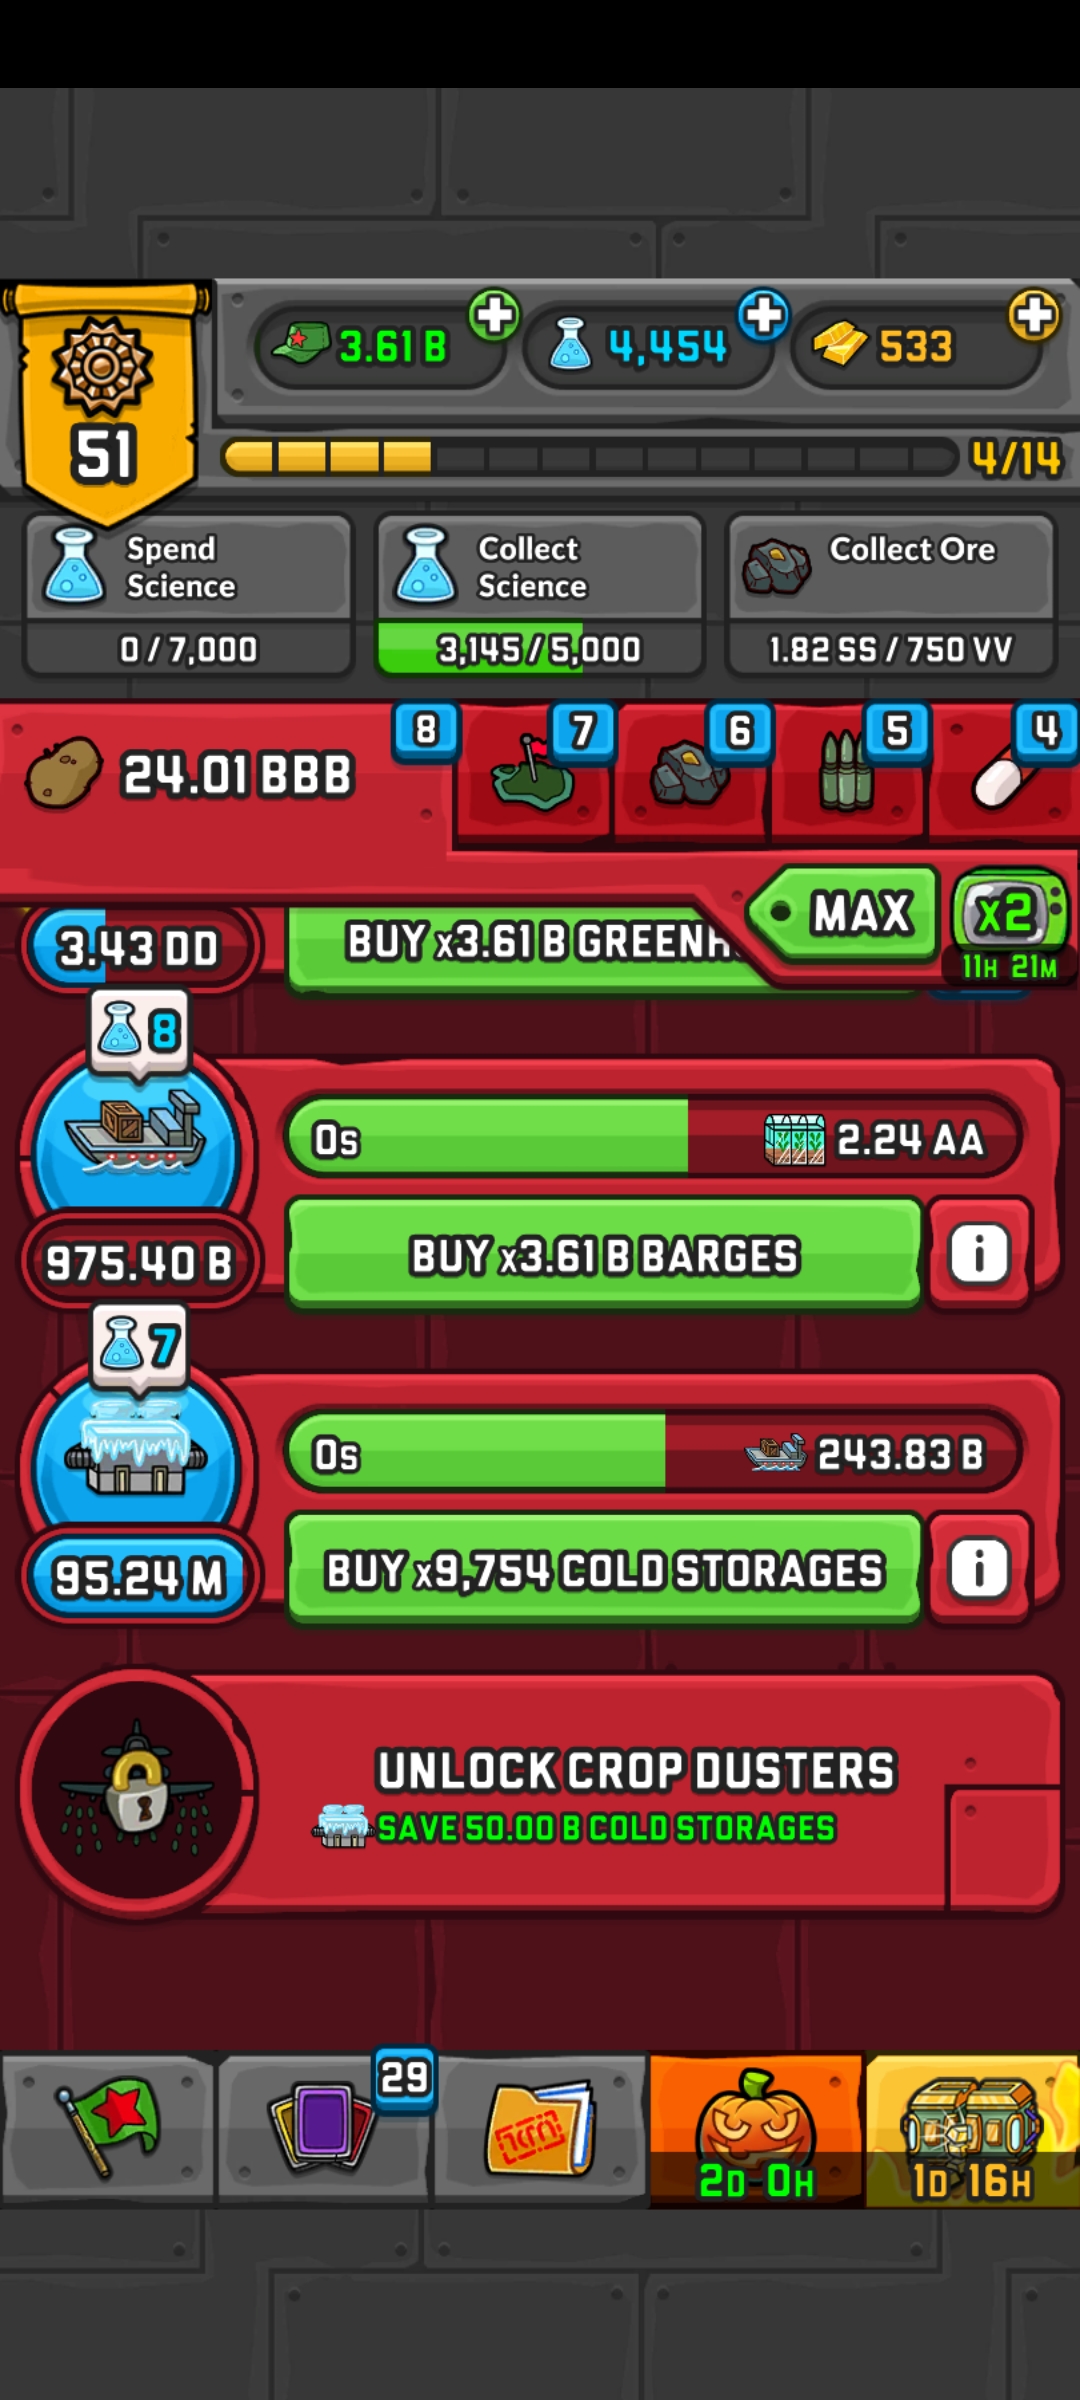 3.61 B
4,454
533
51
4/14
Spend
Science
0 / 7,000
Collect
Science
3,145 / 5,000
Collect Ore
1.82 SS / 750 VV
24.01 BBB
8
7
6
5
4
MAX
x2
11H 21M
3.43 DD
BUY x3.61 B
8
0s
2.24 AA
975.40 B
BUY x3.61 B BARGES
i
7
0s
243.83 B
95.24 M
BUY x9,754 COLD STORAGES
i
UNLOCK CROP DUSTERS
SAVE 50.00 B COLD STORAGES
29
2D 0H
1D 16H